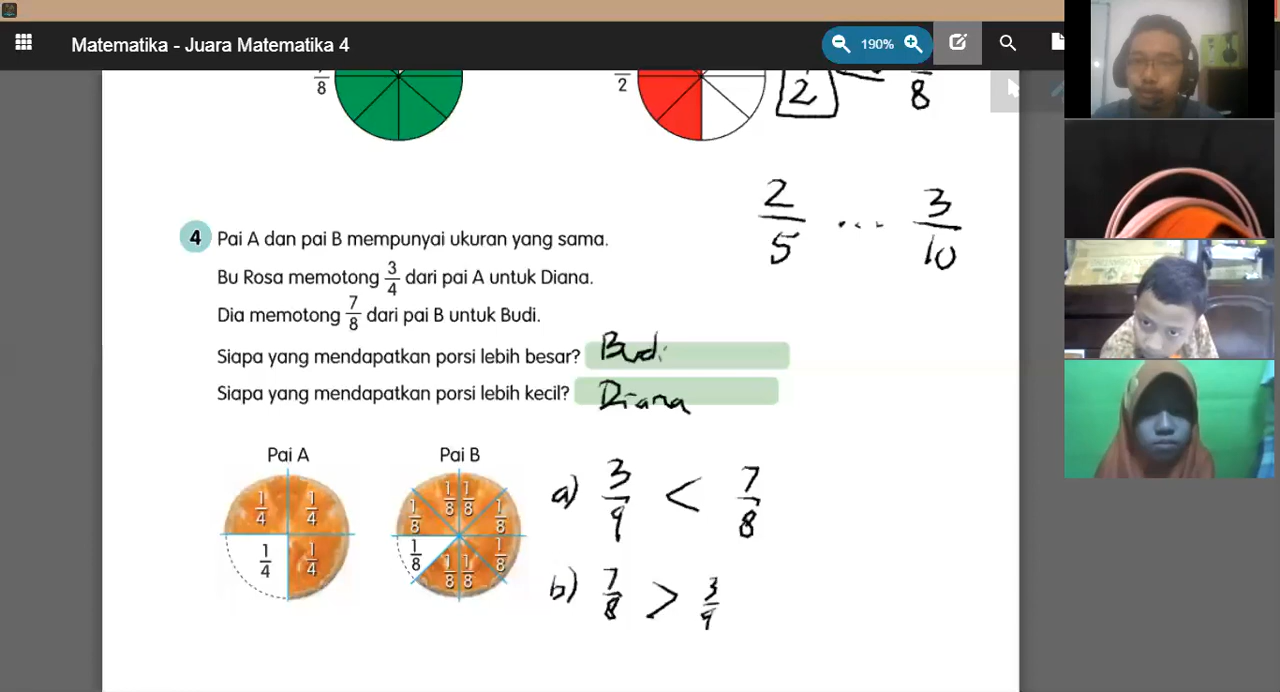 Matematika - Juara Matematika 4
190%
8
2
1/2
8
2/5 ... 3/10
4 Pai A dan pai B mempunyai ukuran yang sama.
Bu Rosa memotong 3/4 dari pai A untuk Diana.
Dia memotong 7/8 dari pai B untuk Budi.
Siapa yang mendapatkan porsi lebih besar? Budi
Siapa yang mendapatkan porsi lebih kecil? Diana
Pai A
Pai B
1/4 1/4
1/4 1/4
1/8 1/8
1/8 1/8
1/8 1/8
1/8 1/8
a) 3/9 < 7/8
b) 7/8 > 3/9